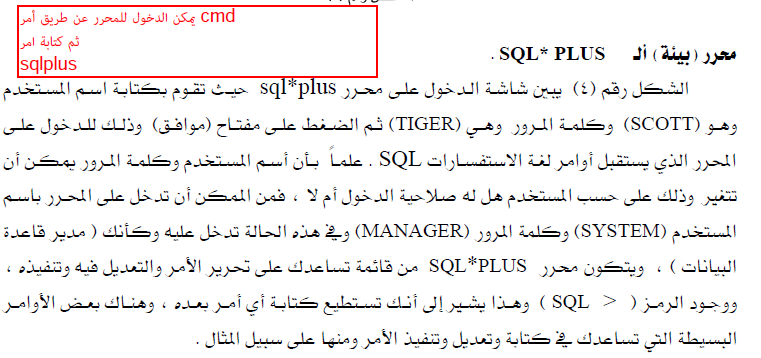 يمكن الدخول للمحرر عن طريق أمر cmd
ثم كتابة امر
sqlplus
محرر ( بيئة ) ألـ SQL* PLUS .
الشكل رقم (٤) يبين شاشة الدخول على محرر sql*plus حيث تقوم بكتابة اسم المستخدم
وهو (SCOTT) وكلمة المرور وهي (TIGER) ثم الضغط على مفتاح (موافق) وذلك للدخول على
المحرر الذي يستقبل أوامر لغة الاستفسارات SQL . علماً بأن أسم المستخدم وكلمة المرور يمكن أن
تتغير وذلك على حسب المستخدم هل له صلاحية الدخول أم لا ، فمن الممكن أن تدخل على المحرر باسم
المستخدم (SYSTEM) وكلمة المرور (MANAGER) وفي هذه الحالة تدخل عليه وكأنك ( مدير قاعدة
البيانات ) ، ويتكون محرر SQL*PLUS من قائمة تساعدك على تحرير الأمر والتعديل فيه وتنفيذه ،
ووجود الرمز ( SQL > ) وهذا يشير إلى أنك تستطيع كتابة أي أمر بعده ، وهناك بعض الأوامر
البسيطة التي تساعدك في كتابة وتعديل وتنفيذ الأمر ومنها على سبيل المثال .